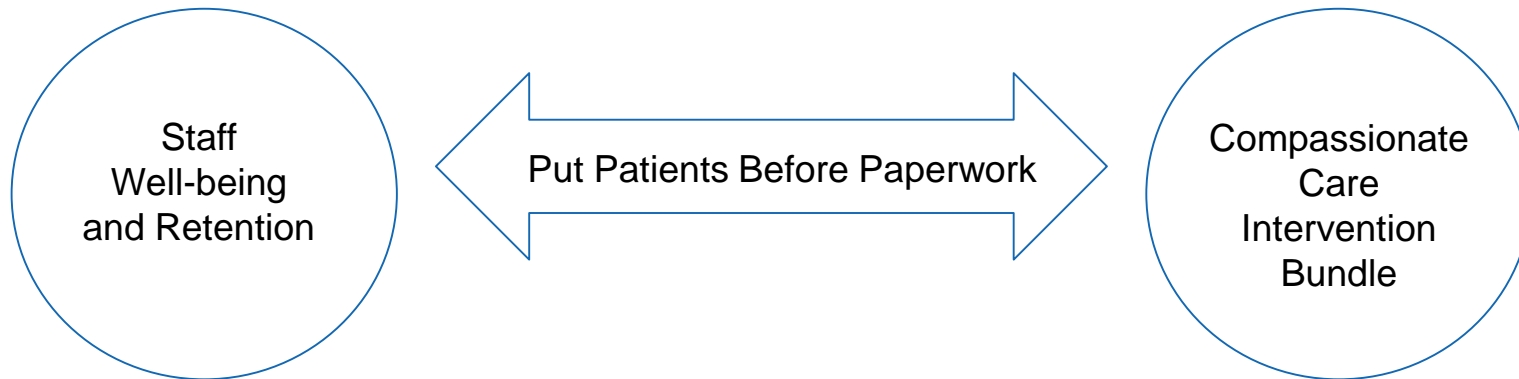 Staff
Well-being
and Retention
Put Patients Before Paperwork
Compassionate
Care
Intervention
Bundle